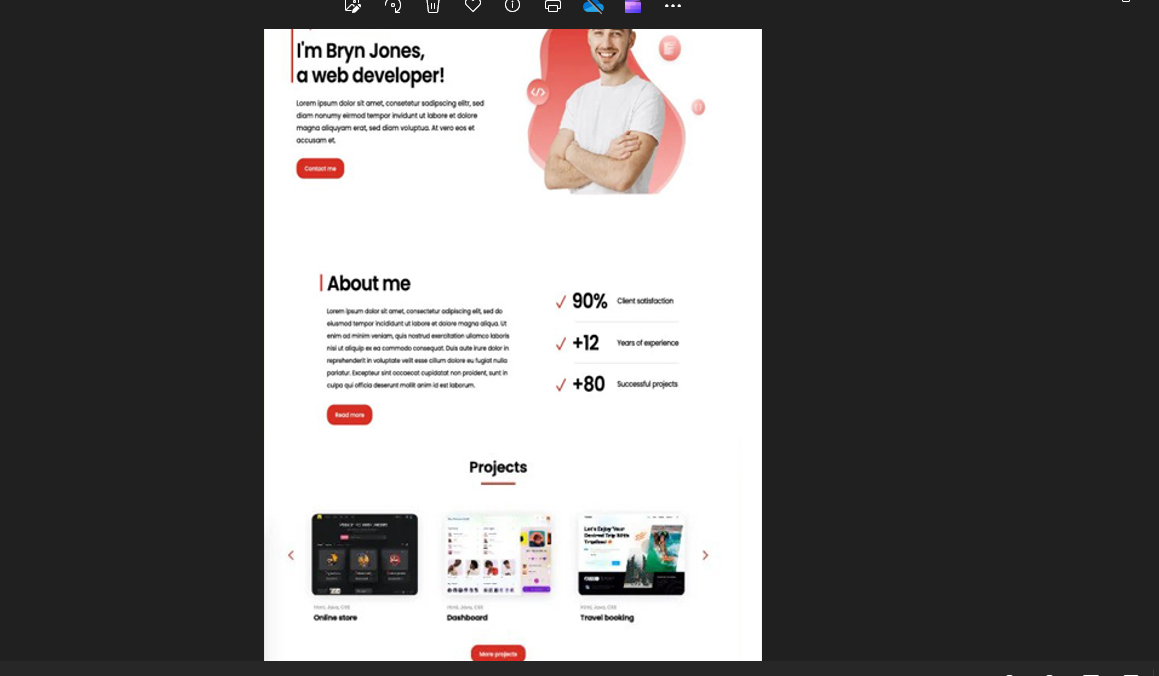 I'm Bryn Jones,
a web developer!
Lorem ipsum dolor sit amet, consetetur sadipscing elitr, sed
diam nonumy eirmod tempor invidunt ut labore et dolore
magna aliquyam erat, sed diam voluptua. At vero eos et
accusam et.
Contact me
About me
Lorem ipsum dolor sit amet, consectetur adipiscing elit, sed do
eiusmod tempor incididunt ut labore et dolore magna aliqua. Ut
enim ad minim veniam, quis nostrud exercitation ullamco laboris
nisi ut aliquip ex ea commodo consequat. Duis aute irure dolor in
reprehenderit in voluptate velit esse cillum dolore eu fugiat nulla
pariatur. Excepteur sint occaecat cupidatat non proident, sunt in
culpa qui officia deserunt mollit anim id est laborum.
Read more
90% Client satisfaction
+12 Years of experience
+80 Successful projects
Projects
Let's Enjoy Your
Desired Trip With
Html, Java, CSS
Online store
Html, Java, CSS
Dashboard
Html, Java, CSS
Travel booking
More projects